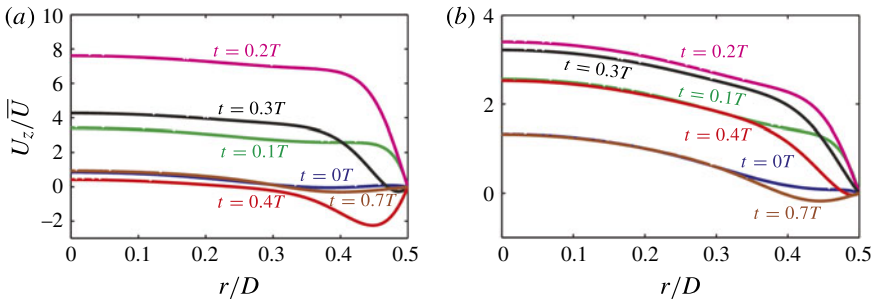 (a)
10
8
6
4
2
0
−2
U_z/U̅
t = 0.2T
t = 0.3T
t = 0.1T
t = 0T
t = 0.7T
t = 0.4T
0 0.1 0.2 0.3 0.4 0.5
r/D
(b)
4
2
0
t = 0.2T
t = 0.3T
t = 0.1T
t = 0.4T
t = 0T
t = 0.7T
0 0.1 0.2 0.3 0.4 0.5
r/D